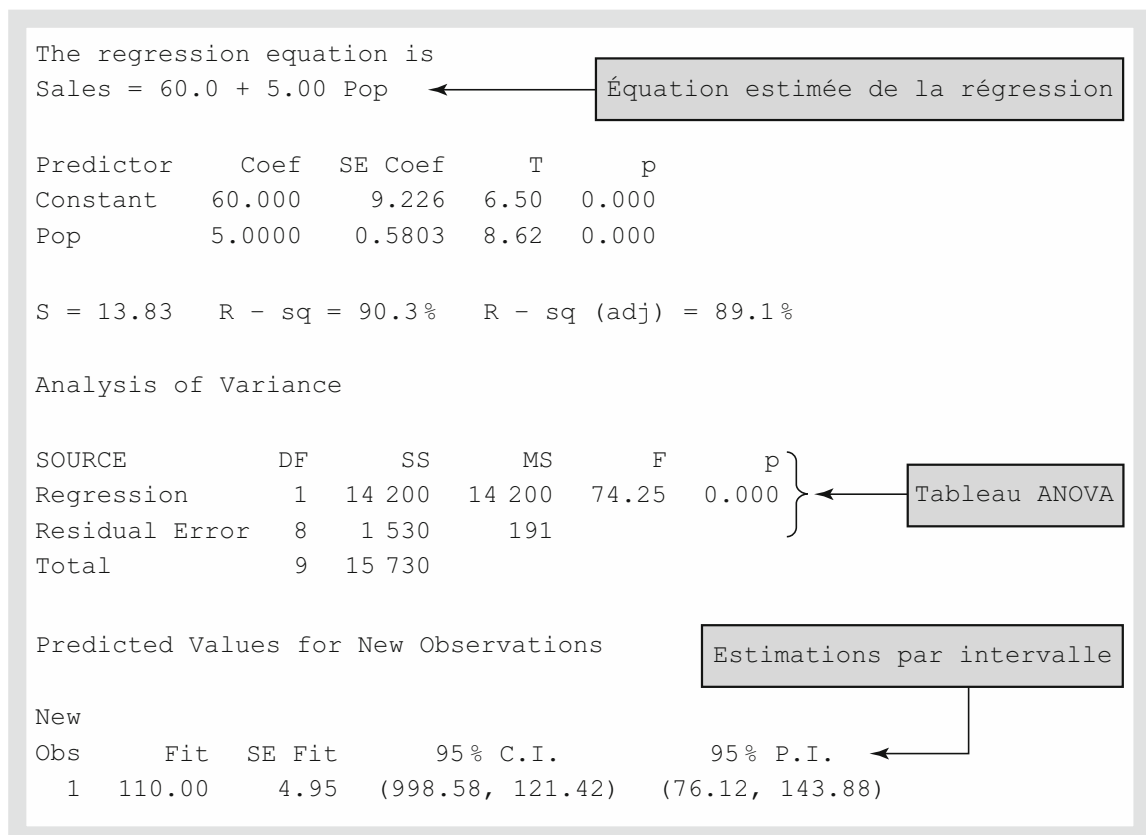 The regression equation is
Sales = 60.0 + 5.00 Pop
Équation estimée de la régression
Predictor Coef SE Coef T p
Constant 60.000 9.226 6.50 0.000
Pop 5.0000 0.5803 8.62 0.000
S = 13.83 R – sq = 90.3% R – sq (adj) = 89.1%
Analysis of Variance
SOURCE DF SS MS F p
Regression 1 14 200 14 200 74.25 0.000
Tableau ANOVA
Residual Error 8 1 530 191
Total 9 15 730
Predicted Values for New Observations
Estimations par intervalle
New
Obs Fit SE Fit 95% C.I. 95% P.I.
1 110.00 4.95 (998.58, 121.42) (76.12, 143.88)